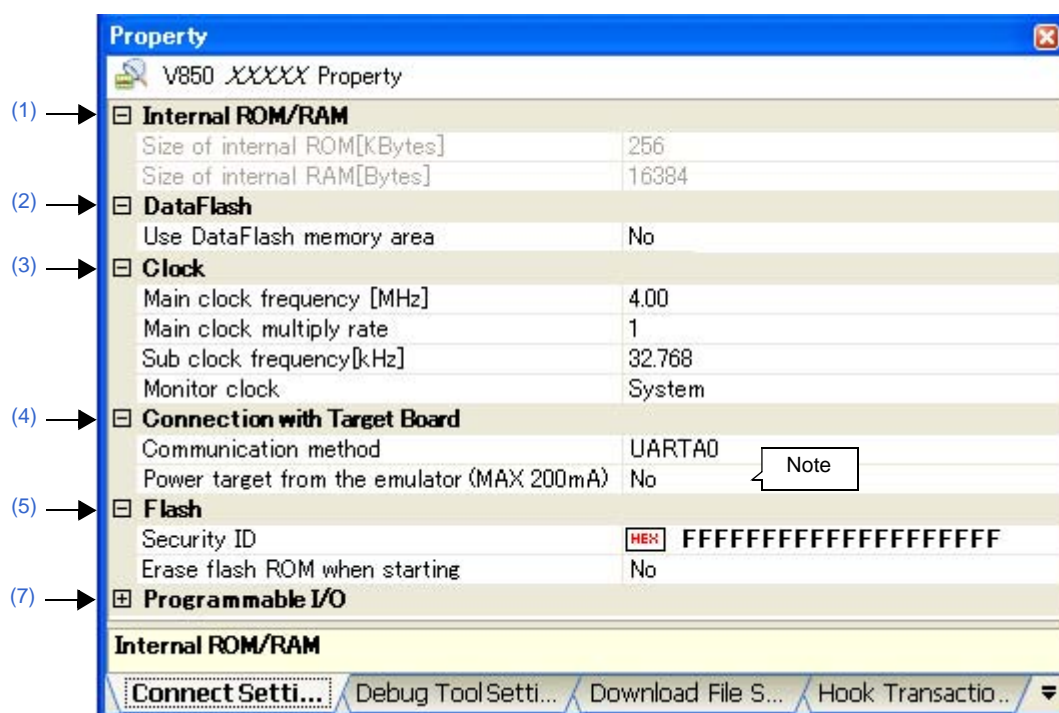 Property
V850 XXXXX Property
(1) Internal ROM/RAM
Size of internal ROM[KBytes] 256
Size of internal RAM[Bytes] 16384
(2) DataFlash
Use DataFlash memory area No
(3) Clock
Main clock frequency [MHz] 4.00
Main clock multiply rate 1
Sub clock frequency[kHz] 32.768
Monitor clock System
(4) Connection with Target Board
Communication method UARTA0
Power target from the emulator (MAX 200mA) No Note
(5) Flash
Security ID HEX FFFFFFFFFFFFFFFFFFFF
Erase flash ROM when starting No
(7) Programmable I/O
Internal ROM/RAM
Connect Setti... Debug Tool Setti... Download File S... Hook Transactio...